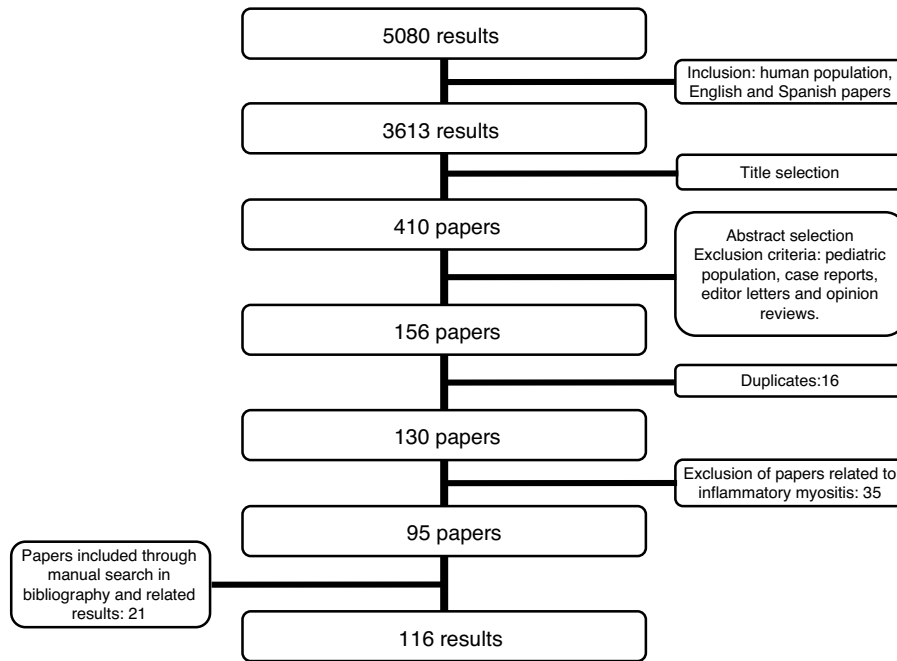 5080 results
Inclusion: human population,
English and Spanish papers
3613 results
Title selection
410 papers
Abstract selection
Exclusion criteria: pediatric
population, case reports,
editor letters and opinion
reviews.
156 papers
Duplicates:16
130 papers
Exclusion of papers related to
inflammatory myositis: 35
95 papers
Papers included through
manual search in
bibliography and related
results: 21
116 results